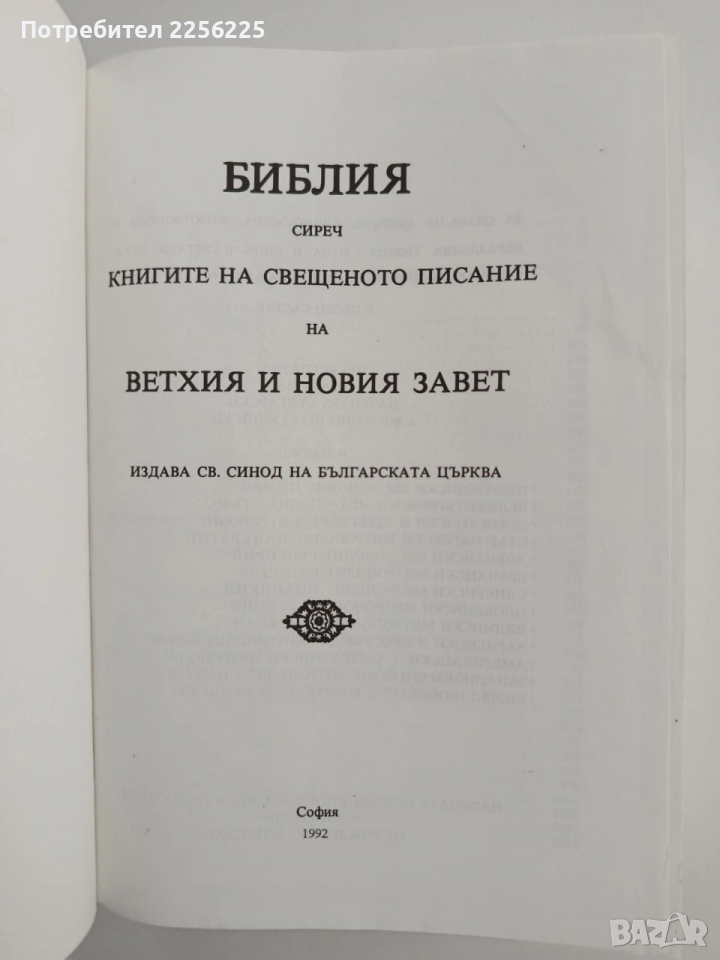 Потребител 2256225
БИБЛИЯ
СИРЕЧ
КНИГИТЕ НА СВЕЩЕНОТО ПИСАНИЕ
НА
ВЕТХИЯ И НОВИЯ ЗАВЕТ
ИЗДАВА СВ. СИНОД НА БЪЛГАРСКАТА ЦЪРКВА
София
1992
BAZAR